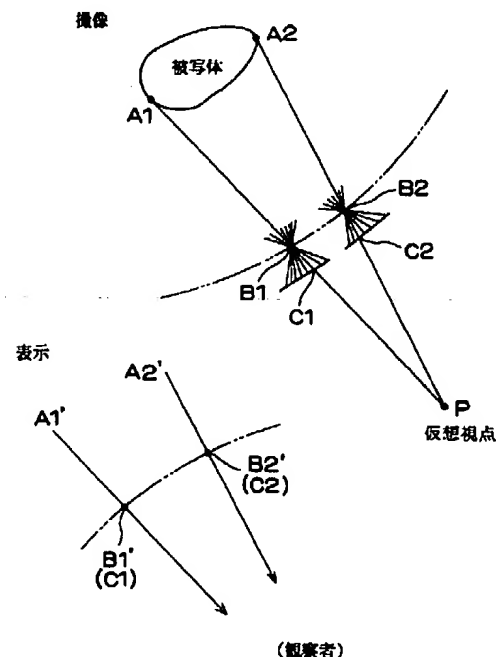 撮像
A2
被写体
A1
B2
C2
B1
C1
P
仮想視点
表示
A2'
A1'
B2'
(C2)
B1'
(C1)
(観察者)